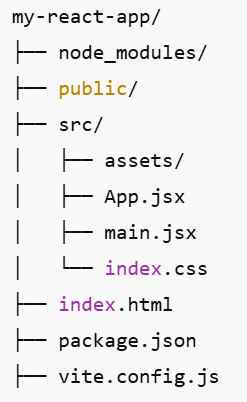 my-react-app/
├── node_modules/
├── public/
├── src/
│   ├── assets/
│   ├── App.jsx
│   ├── main.jsx
│   └── index.css
├── index.html
├── package.json
├── vite.config.js